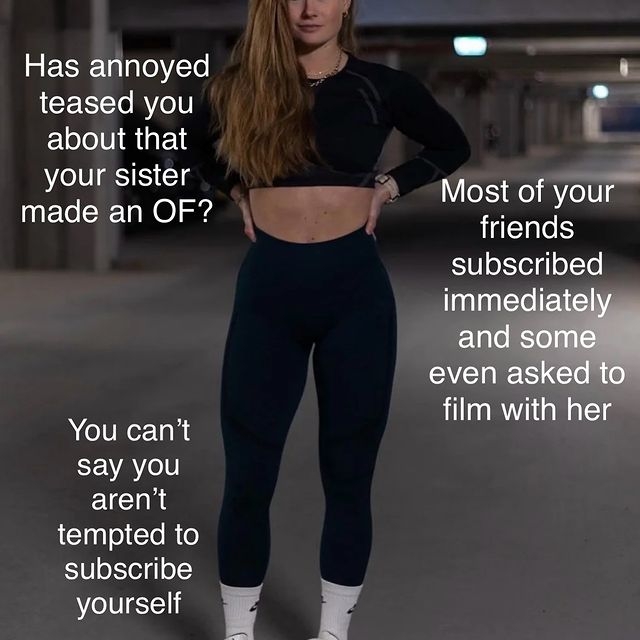 Has annoyed
teased you
about that
your sister
made an OF?
Most of your
friends
subscribed
immediately
and some
even asked to
film with her
You can't
say you
aren't
tempted to
subscribe
yourself